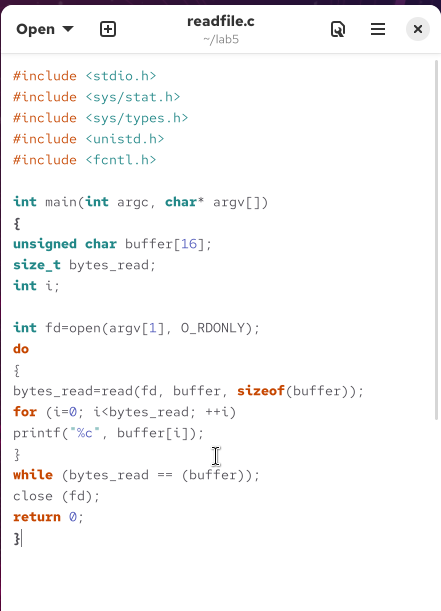 Open
readfile.c
~/lab5
#include <stdio.h>
#include <sys/stat.h>
#include <sys/types.h>
#include <unistd.h>
#include <fcntl.h>

int main(int argc, char* argv[])
{
unsigned char buffer[16];
size_t bytes_read;
int i;

int fd=open(argv[1], O_RDONLY);
do
{
bytes_read=read(fd, buffer, sizeof(buffer));
for (i=0; i<bytes_read; ++i)
printf("%c", buffer[i]);
}
while (bytes_read == (buffer));
close (fd);
return 0;
}